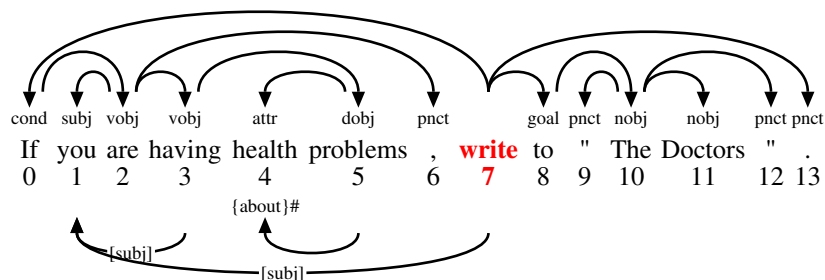 cond subj vobj vobj attr dobj pnct goal pnct nobj nobj pnct pnct
If you are having health problems , write to " The Doctors " .
0 1 2 3 4 5 6 7 8 9 10 11 12 13
{about}#
[subj]
[subj]